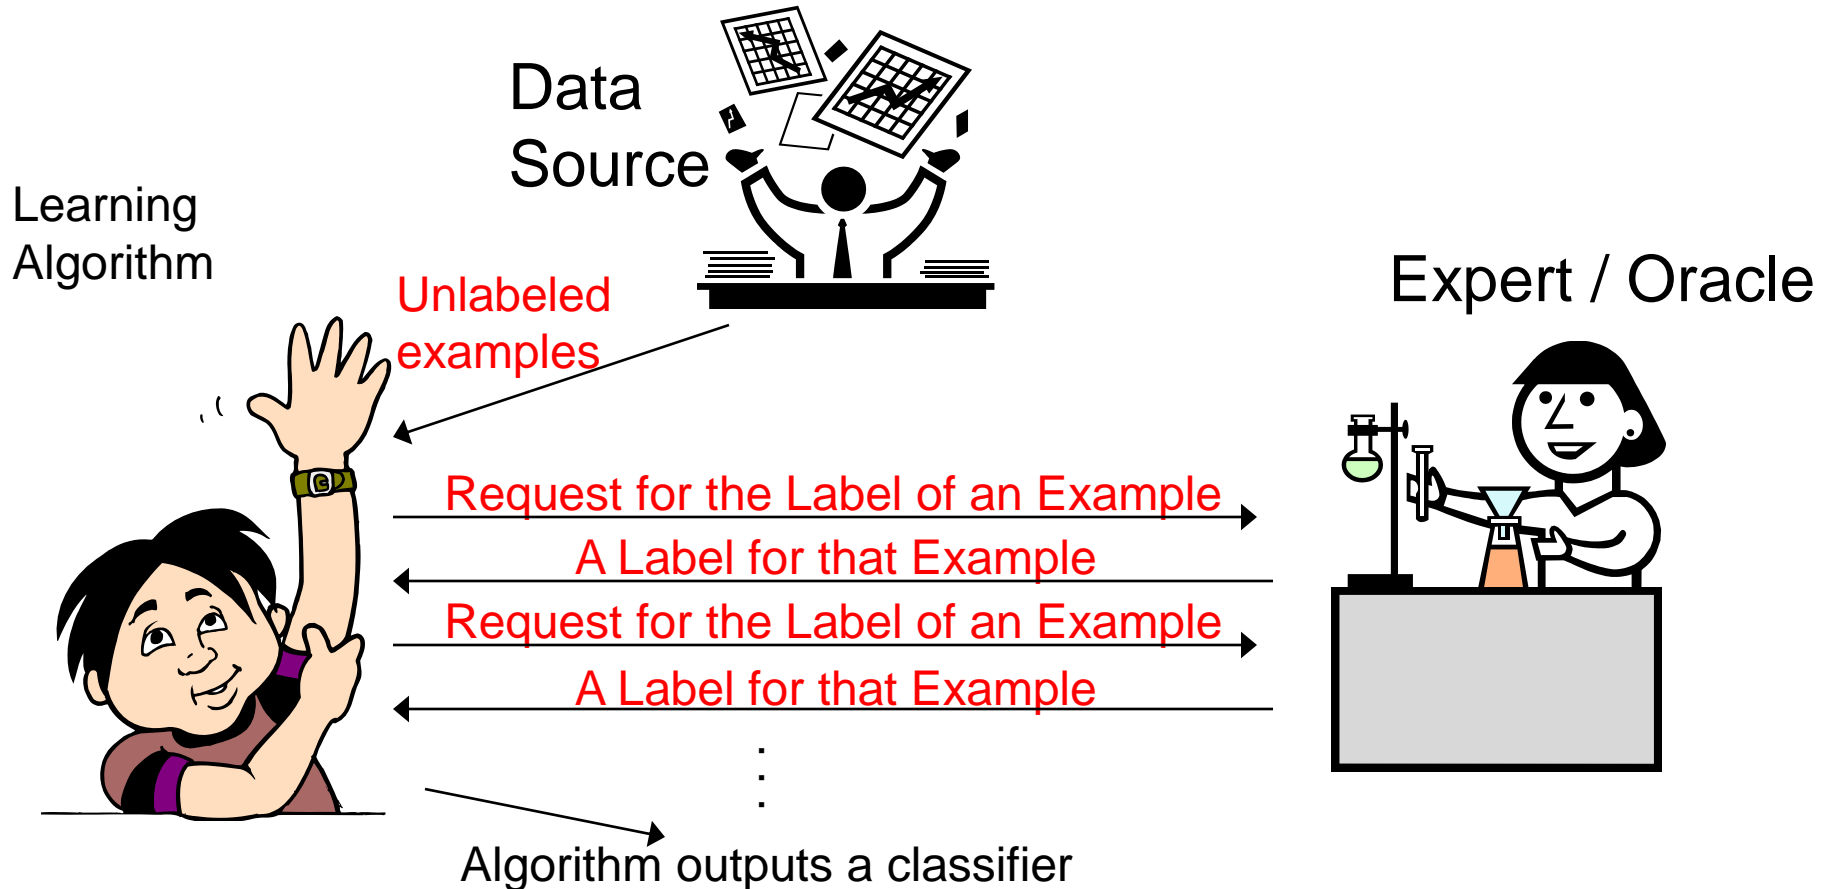 Data
Source
Learning
Algorithm
Unlabeled
examples
Expert / Oracle
Request for the Label of an Example
A Label for that Example
Request for the Label of an Example
A Label for that Example
.
.
.
Algorithm outputs a classifier